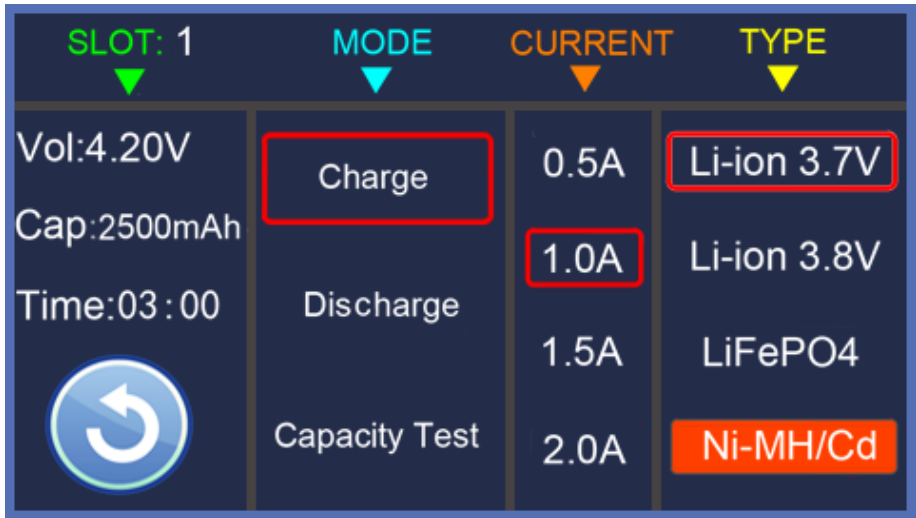 SLOT: 1
MODE
CURRENT
TYPE
Vol:4.20V
Cap:2500mAh
Time:03:00
Charge
Discharge
Capacity Test
0.5A
1.0A
1.5A
2.0A
Li-ion 3.7V
Li-ion 3.8V
LiFePO4
Ni-MH/Cd